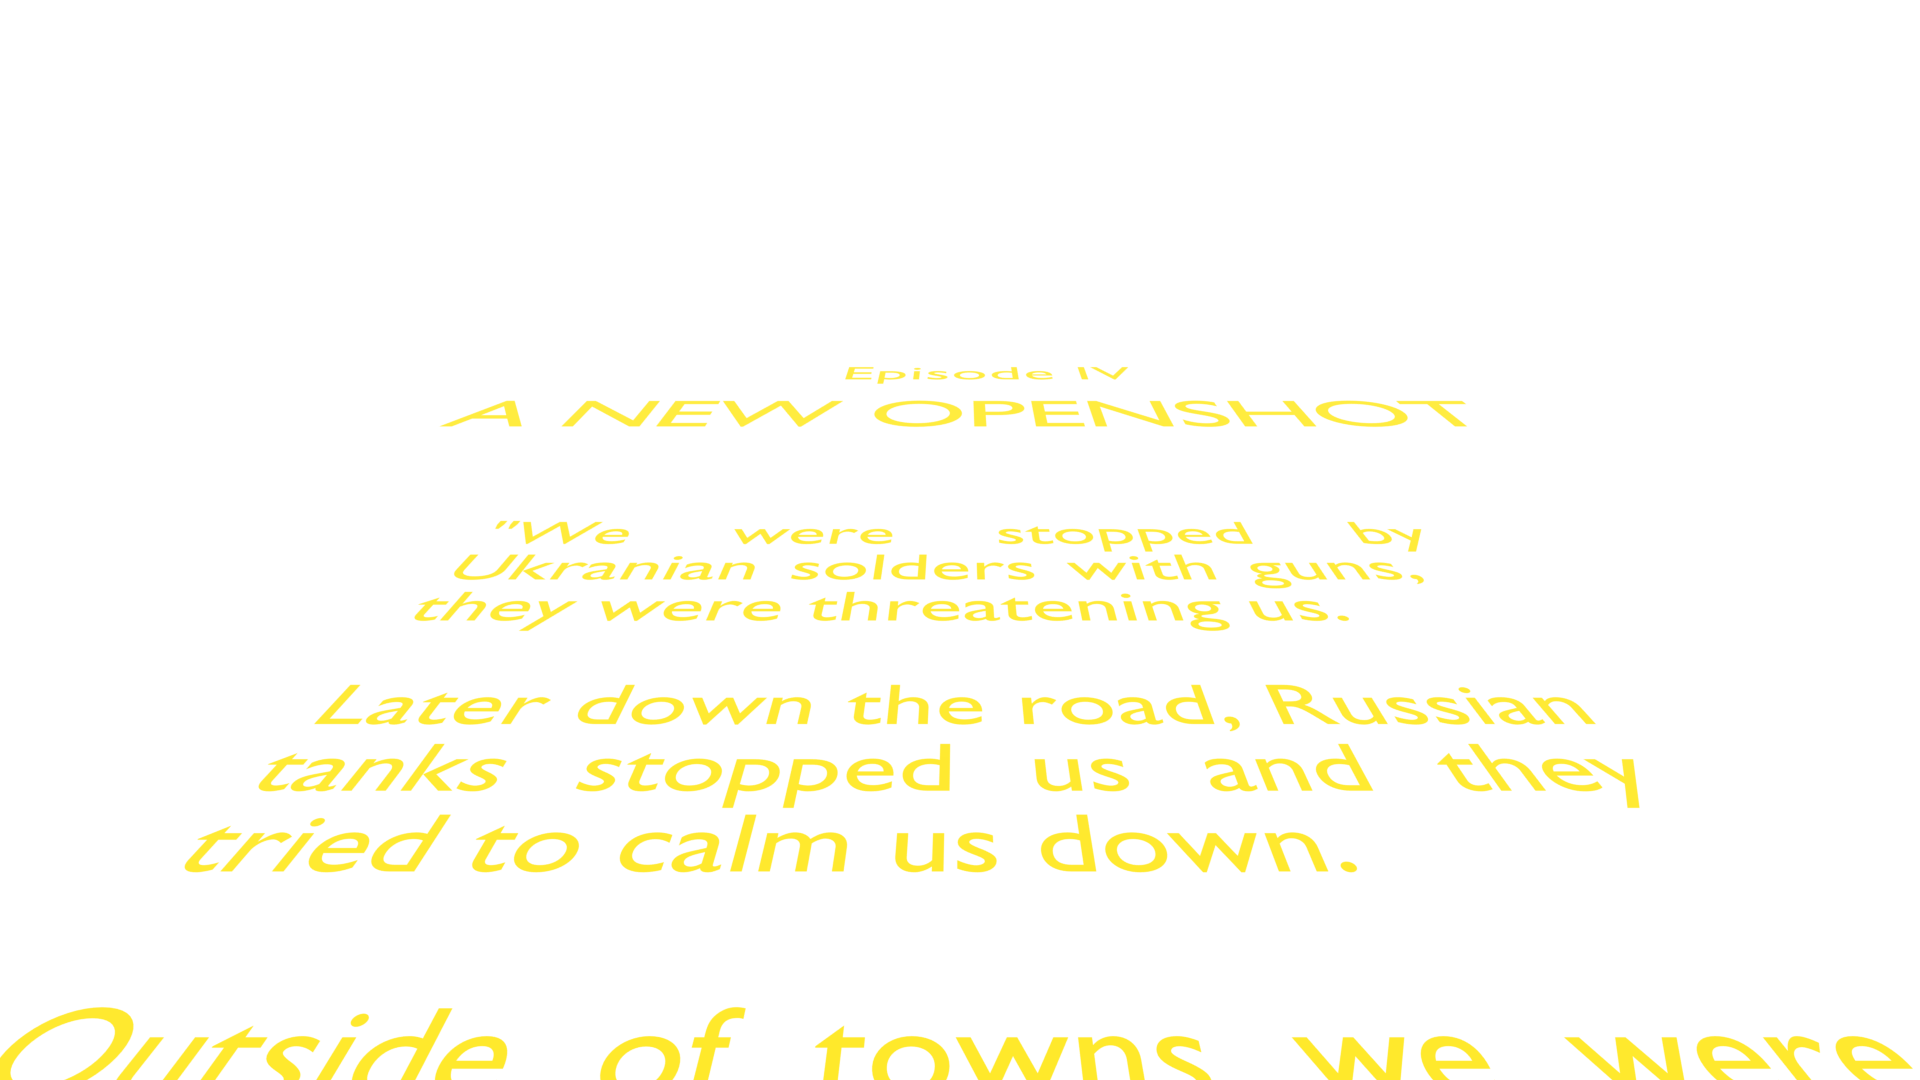 Episode IV
A NEW OPENSHOT
"We were stopped by
Ukranian solders with guns,
they were threatening us.
Later down the road, Russian
tanks stopped us and they
tried to calm us down.
Outside of towns we were